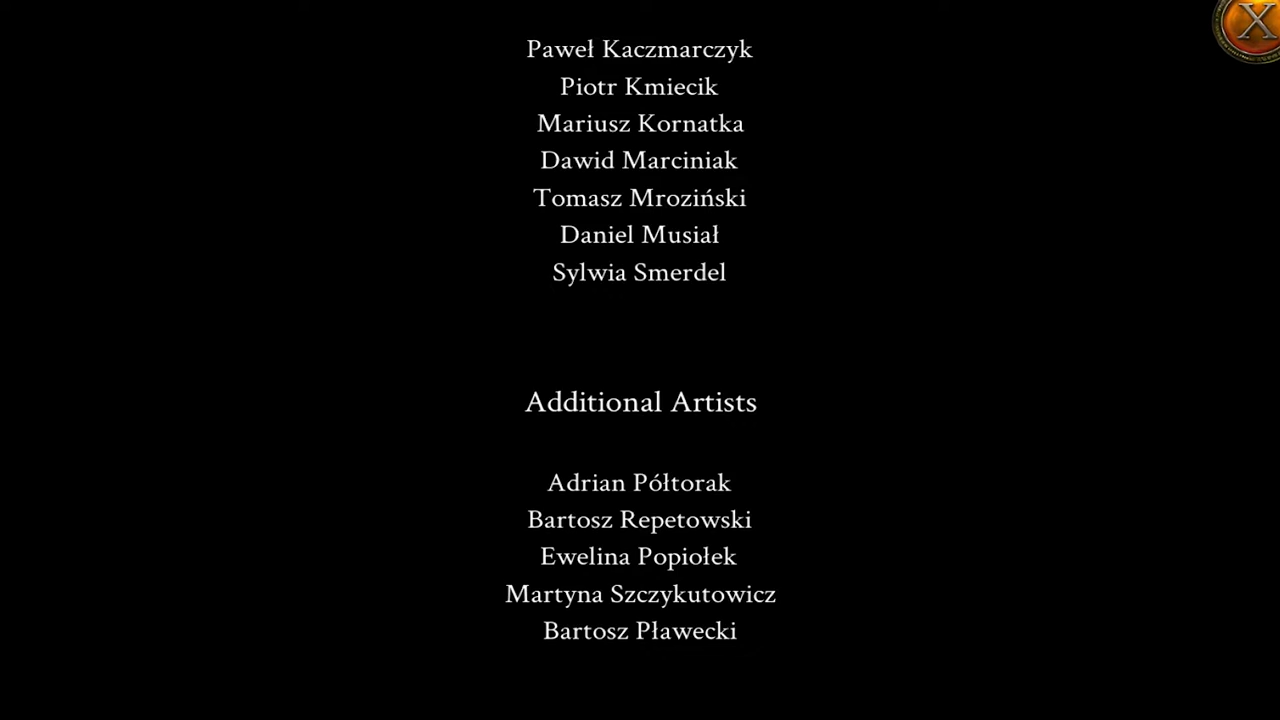 X
Paweł Kaczmarczyk
Piotr Kmiecik
Mariusz Kornatka
Dawid Marciniak
Tomasz Mroziński
Daniel Musiał
Sylwia Smerdel
Additional Artists
Adrian Półtorak
Bartosz Repetowski
Ewelina Popiołek
Martyna Szczykutowicz
Bartosz Pławecki